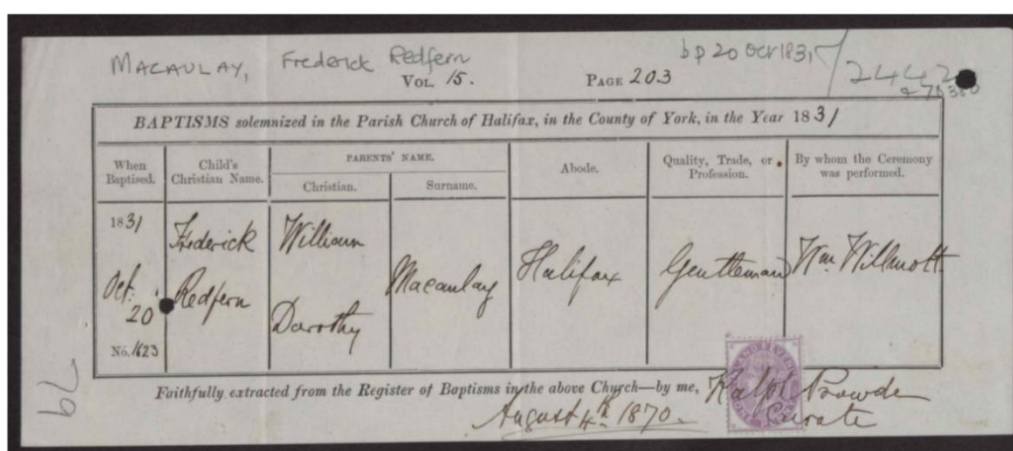 MACAULAY, Frederick Redfern bp 20 Oct 1831
VOL. 15. PAGE 203
BAPTISMS solemnized in the Parish Church of Halifax, in the County of York, in the Year 1831
When Baptised.
Child's Christian Name.
PARENTS' NAME.
Christian.
Surname.
Abode.
Quality, Trade, or Profession.
By whom the Ceremony was performed.
1831
Oct. 20
No. 1623
Frederick
Redfern
William
Dorothy
Macaulay
Halifax
Gentleman
Wm. Willmott.
Faithfully extracted from the Register of Baptisms in the above Church—by me, Ralph Prowde
August 4th 1870. Curate
79